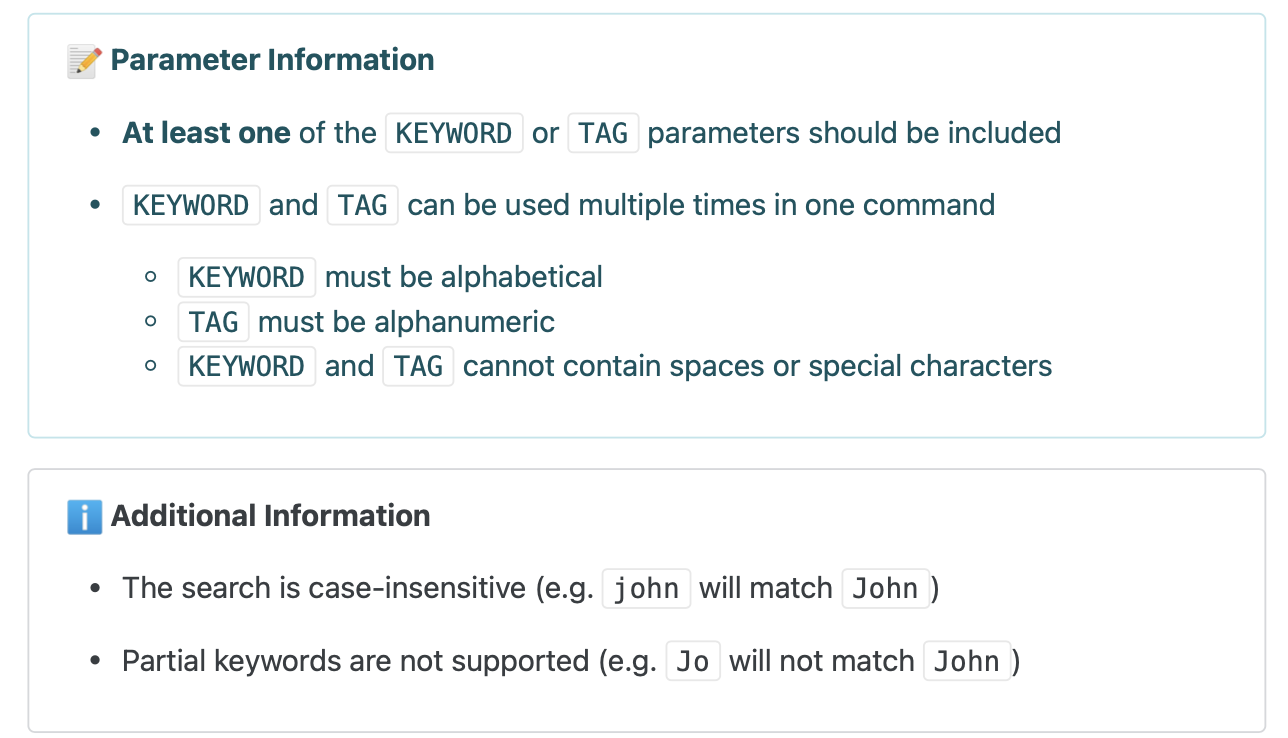 📝 Parameter Information
• At least one of the KEYWORD or TAG parameters should be included
• KEYWORD and TAG can be used multiple times in one command
◦ KEYWORD must be alphabetical
◦ TAG must be alphanumeric
◦ KEYWORD and TAG cannot contain spaces or special characters
ℹ️ Additional Information
• The search is case-insensitive (e.g. john will match John)
• Partial keywords are not supported (e.g. Jo will not match John)